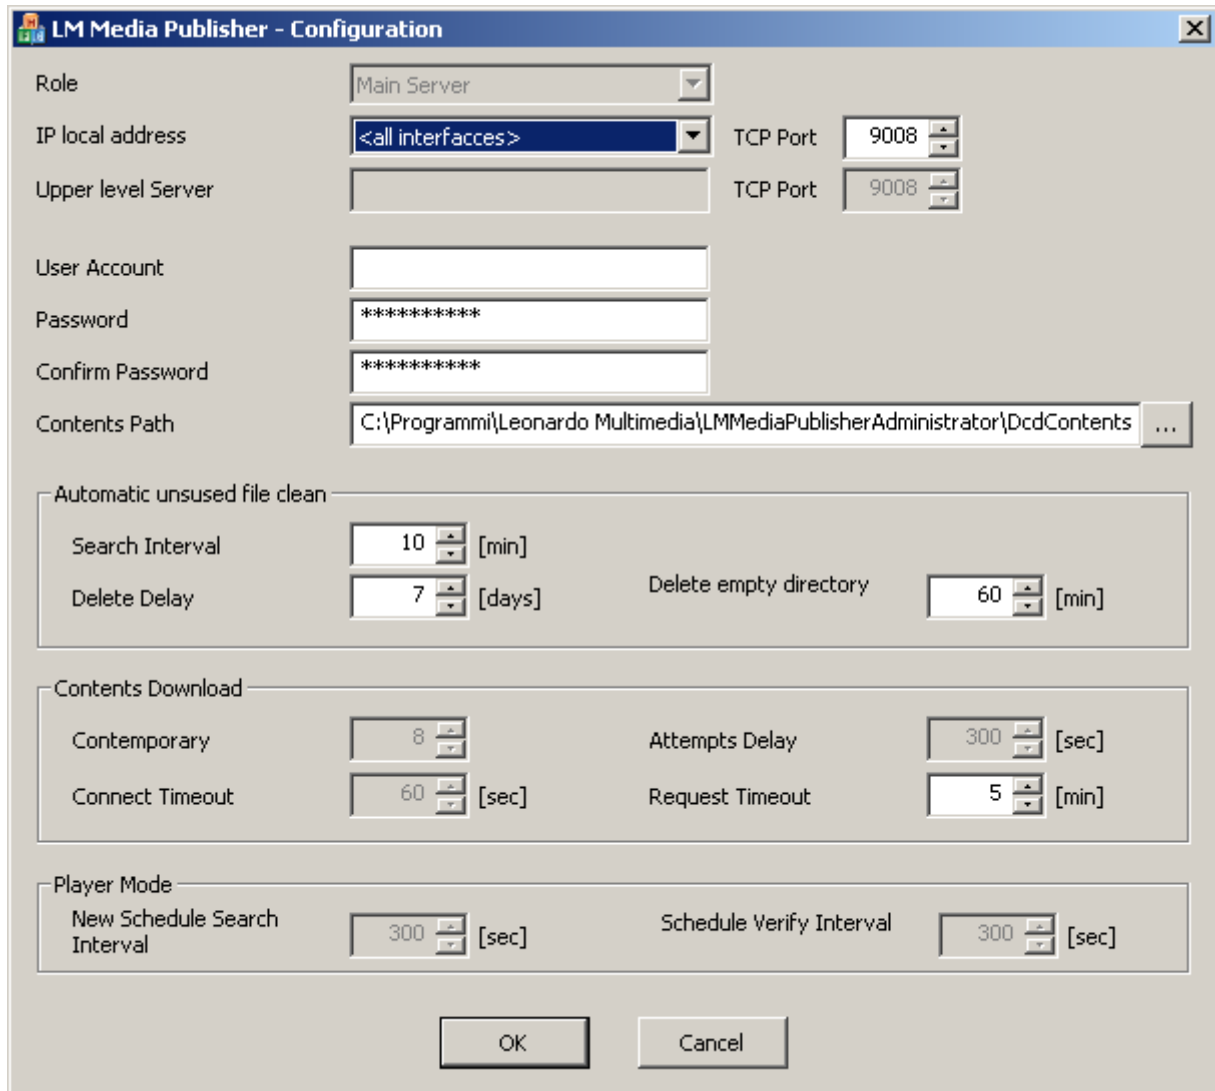 LM Media Publisher - Configuration
Role Main Server
IP local address <all interfacces> TCP Port 9008
Upper level Server TCP Port 9008
User Account
Password **********
Confirm Password **********
Contents Path C:\Programmi\Leonardo Multimedia\LMMediaPublisherAdministrator\DcdContents ...
Automatic unsused file clean
Search Interval 10 [min]
Delete Delay 7 [days] Delete empty directory 60 [min]
Contents Download
Contemporary 8 Attempts Delay 300 [sec]
Connect Timeout 60 [sec] Request Timeout 5 [min]
Player Mode
New Schedule Search
Interval 300 [sec] Schedule Verify Interval 300 [sec]
OK Cancel